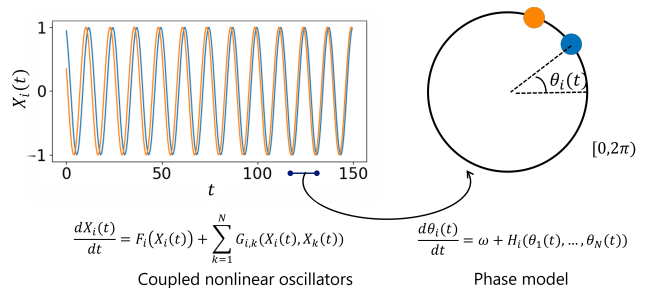 X_i(t)
1
0
−1
0
50
100
150
t
θ_i(t)
[0,2π)
dX_i(t)/dt = F_i(X_i(t)) + ∑_{k=1}^{N} G_{i,k}(X_i(t), X_k(t))
dθ_i(t)/dt = ω + H_i(θ_1(t), …, θ_N(t))
Coupled nonlinear oscillators
Phase model